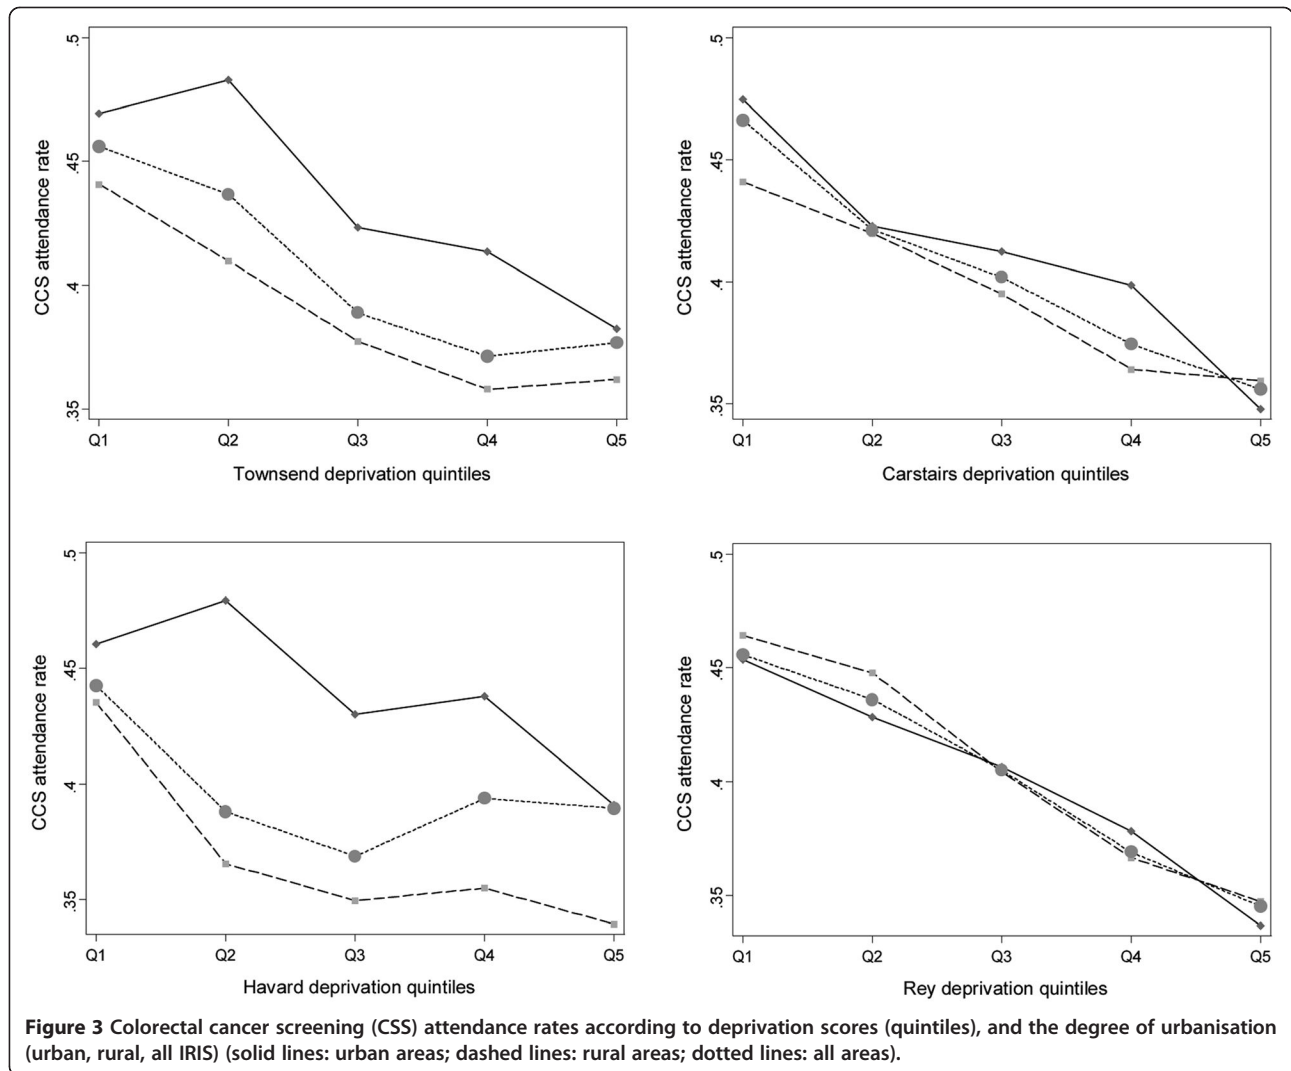 .5
.45
.4
.35
CCS attendance rate
Q1 Q2 Q3 Q4 Q5
Townsend deprivation quintiles
.5
.45
.4
.35
CCS attendance rate
Q1 Q2 Q3 Q4 Q5
Carstairs deprivation quintiles
.5
.45
.4
.35
CCS attendance rate
Q1 Q2 Q3 Q4 Q5
Havard deprivation quintiles
.5
.45
.4
.35
CCS attendance rate
Q1 Q2 Q3 Q4 Q5
Rey deprivation quintiles
Figure 3 Colorectal cancer screening (CSS) attendance rates according to deprivation scores (quintiles), and the degree of urbanisation
(urban, rural, all IRIS) (solid lines: urban areas; dashed lines: rural areas; dotted lines: all areas).